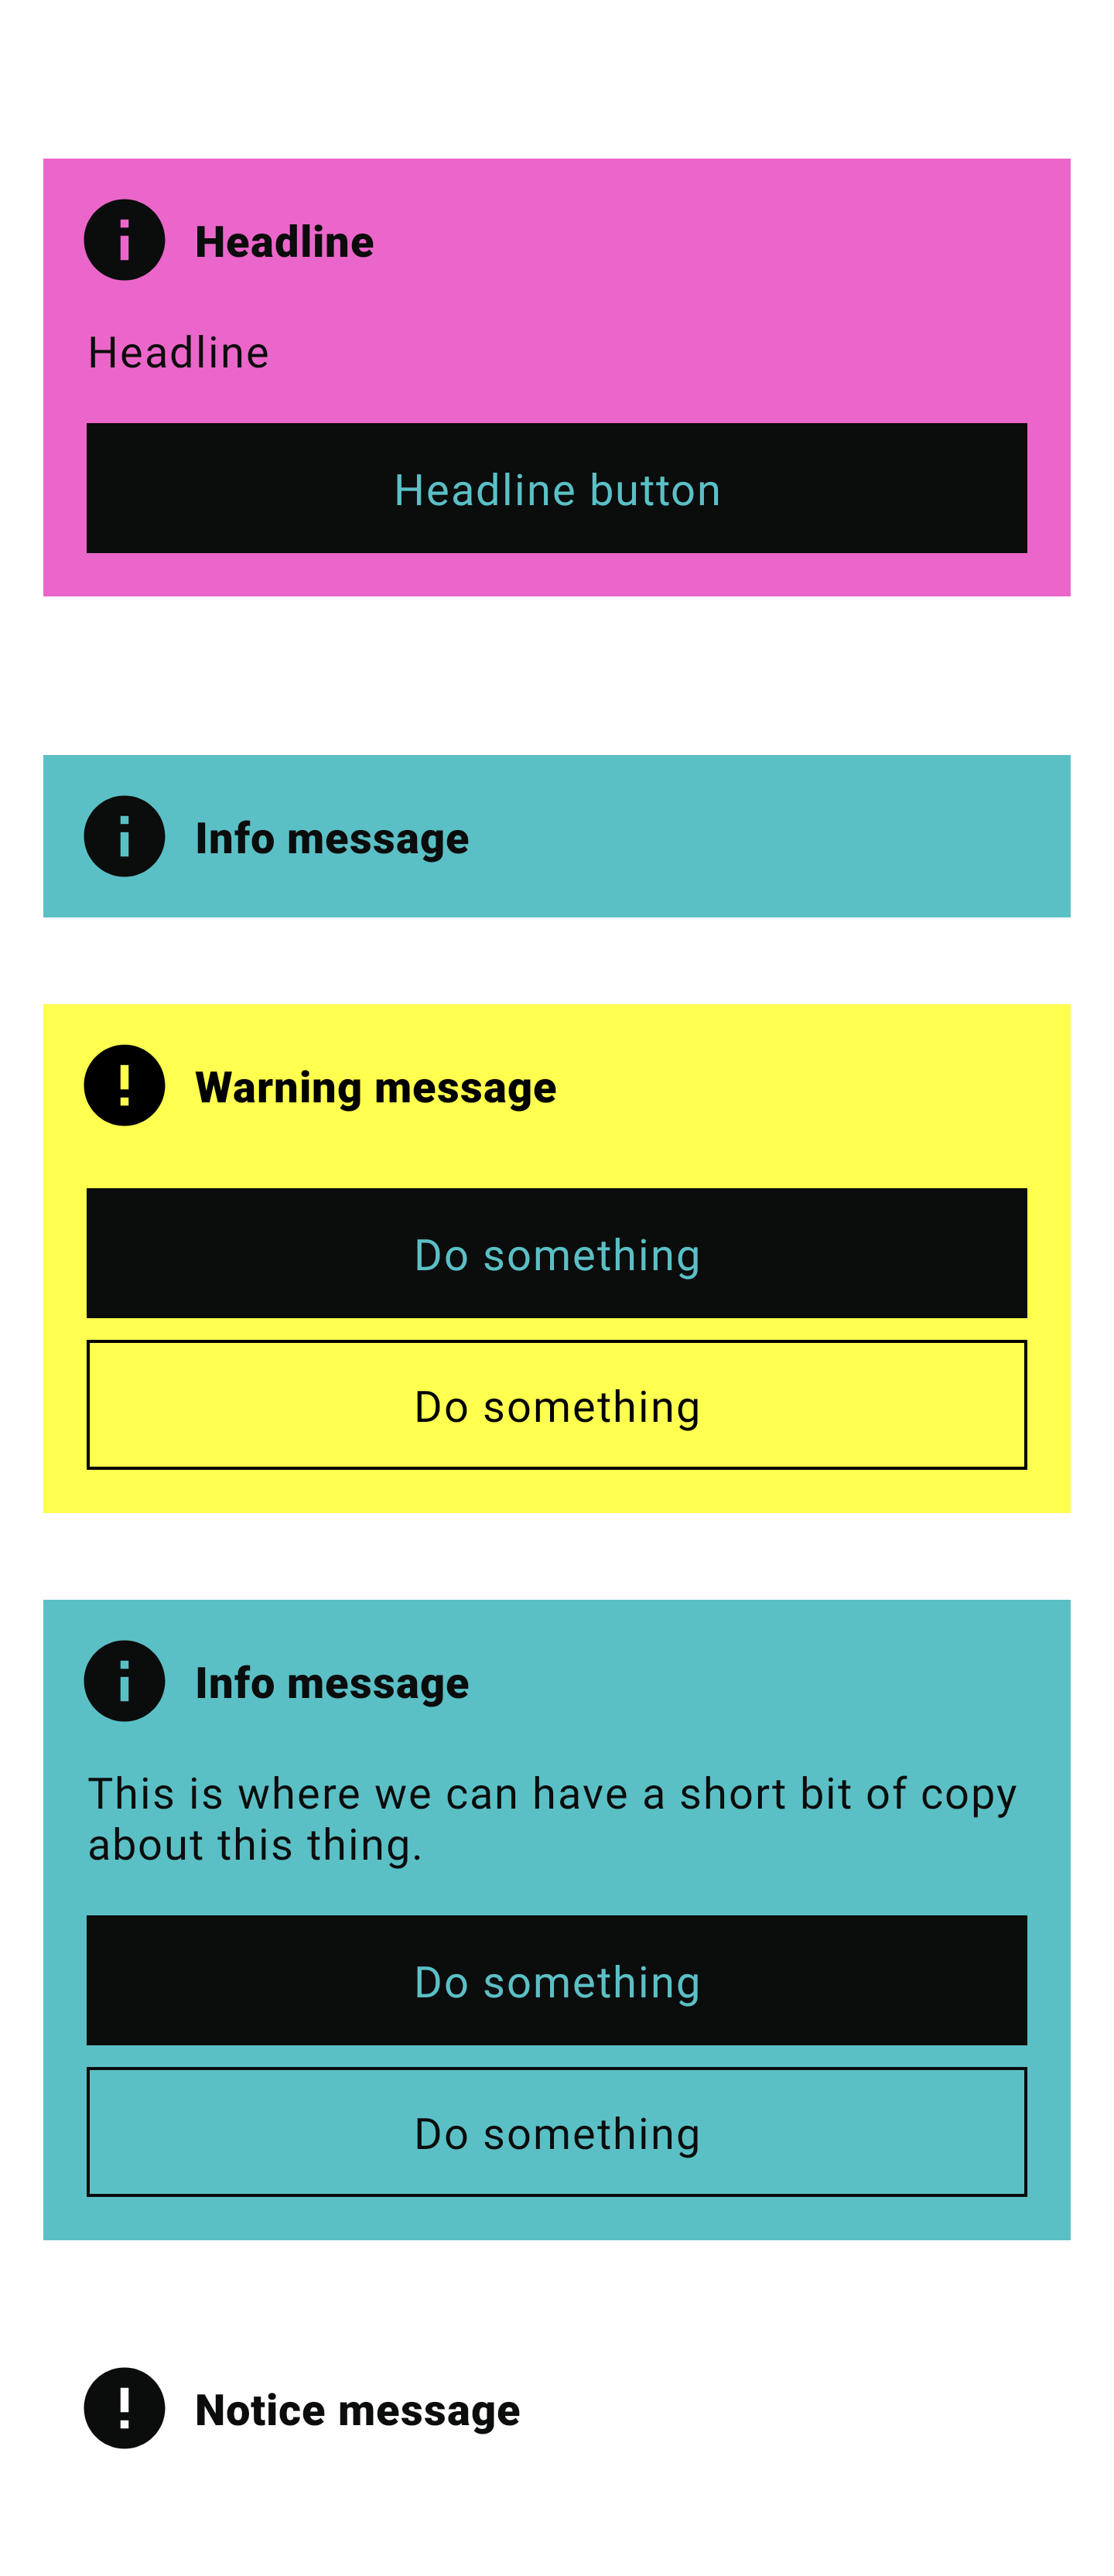 Headline
Headline
Headline button
Info message
Warning message
Do something
Do something
Info message
This is where we can have a short bit of copy
about this thing.
Do something
Do something
Notice message